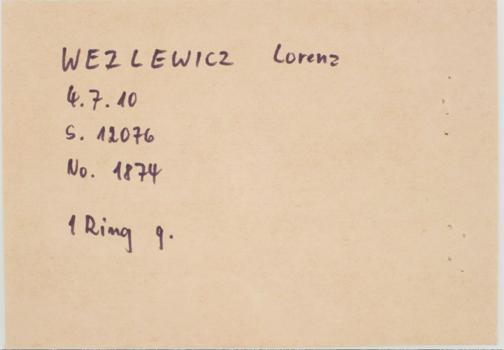 WEZLEWICZ Lorenz
4.7.10
S. 12076
No. 1874
1 Ring g.